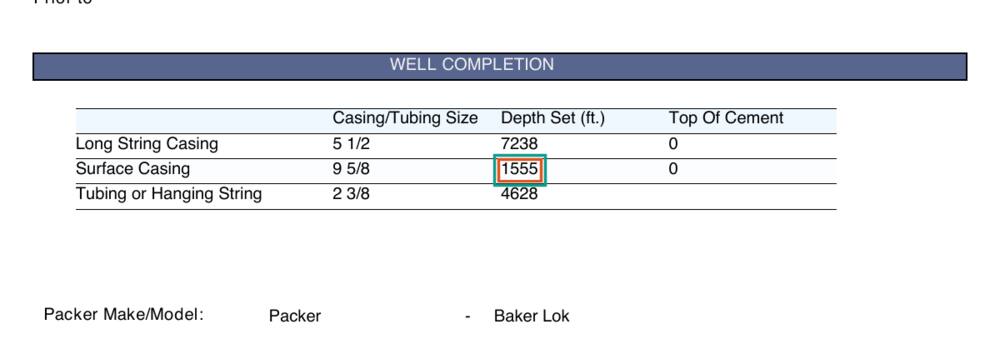 Prior to
WELL COMPLETION
Casing/Tubing Size Depth Set (ft.) Top Of Cement
Long String Casing 5 1/2 7238 0
Surface Casing 9 5/8 1555 0
Tubing or Hanging String 2 3/8 4628
Packer Make/Model: Packer - Baker Lok